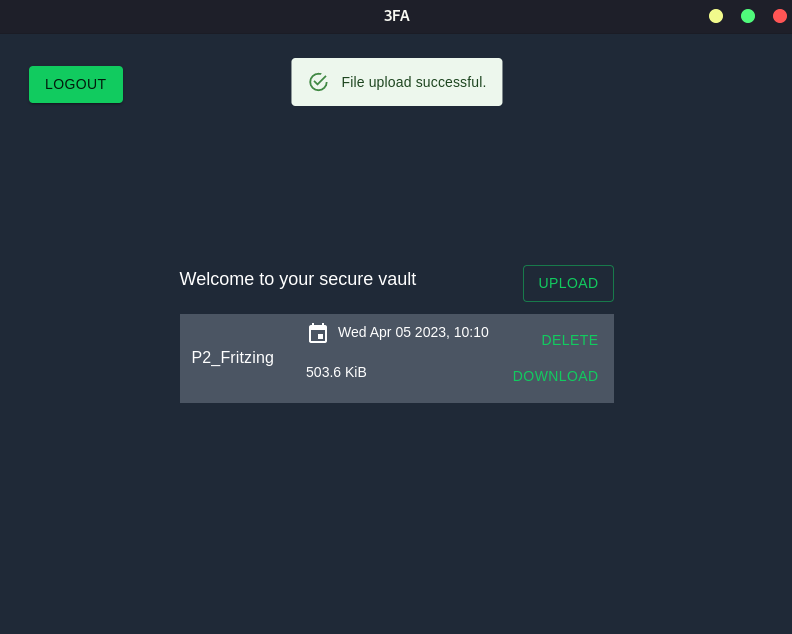 3FA
LOGOUT
File upload successful.
Welcome to your secure vault
UPLOAD
P2_Fritzing
Wed Apr 05 2023, 10:10
503.6 KiB
DELETE
DOWNLOAD